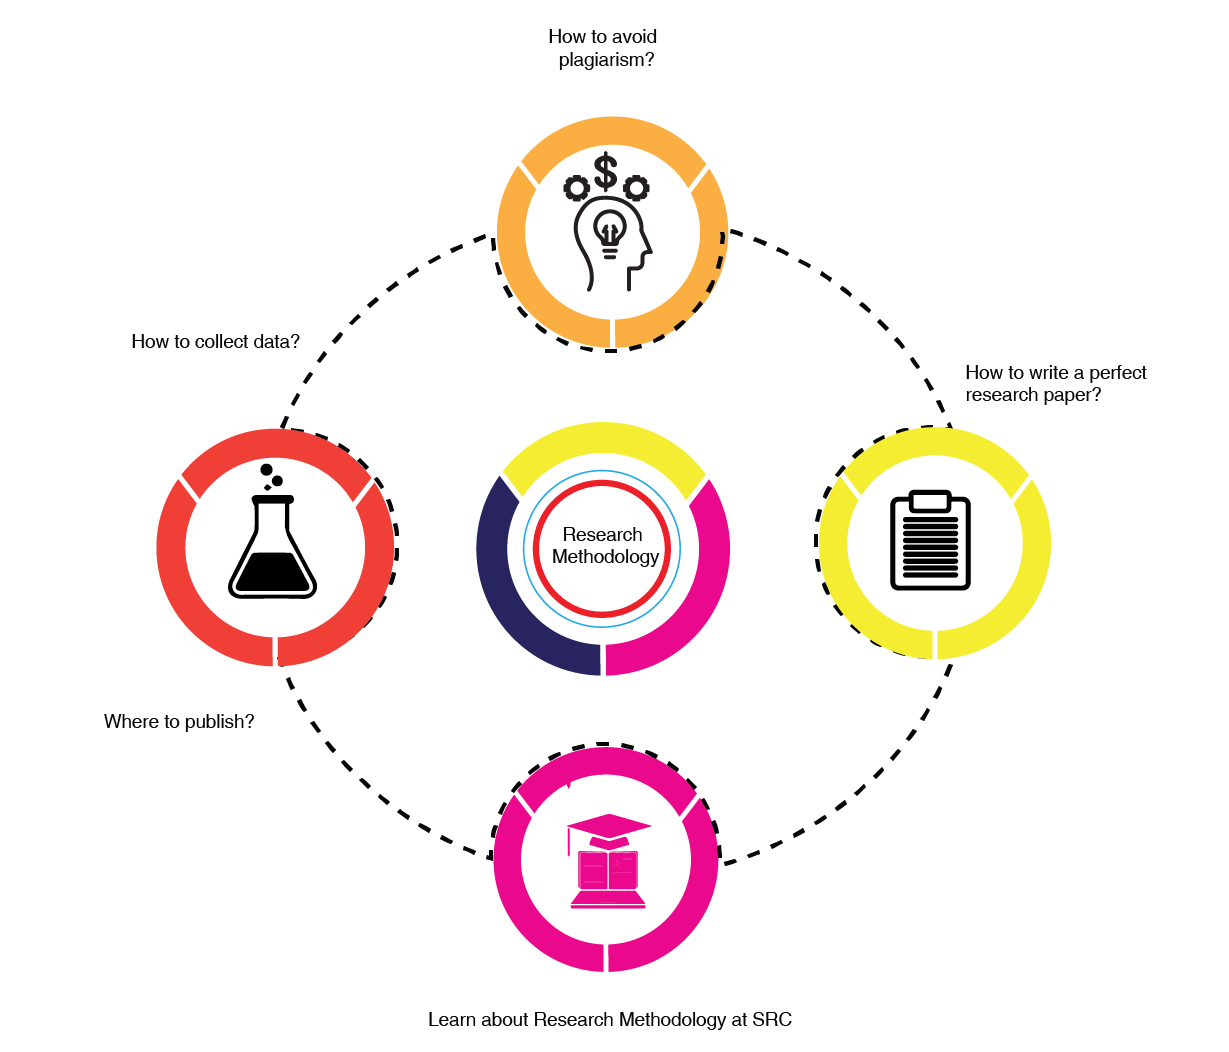 How to avoid
plagiarism?
$
How to collect data?
How to write a perfect
research paper?
Research
Methodology
Where to publish?
Learn about Research Methodology at SRC